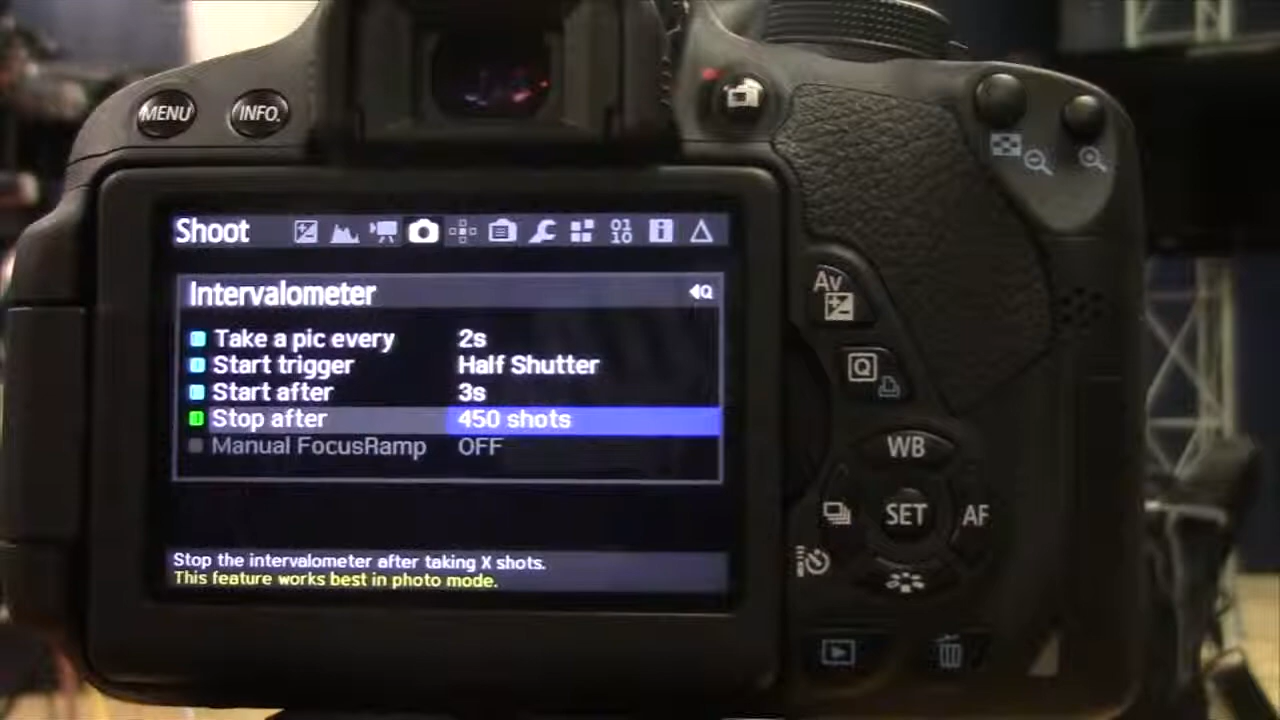 MENU INFO.
Shoot
Intervalometer Q
Take a pic every 2s
Start trigger Half Shutter
Start after 3s
Stop after 450 shots
Manual FocusRamp OFF
Stop the intervalometer after taking X shots.
This feature works best in photo mode.
Av
Q
WB
SET
AF